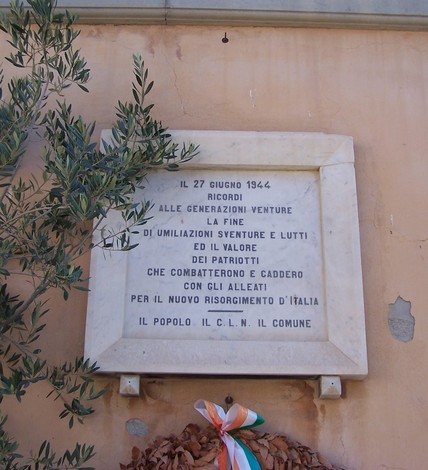 IL 27 GIUGNO 1944
RICORDI
ALLE GENERAZIONI VENTURE
LA FINE
DI UMILIAZIONI SVENTURE E LUTTI
ED IL VALORE
DEI PATRIOTTI
CHE COMBATTERONO E CADDERO
CON GLI ALLEATI
PER IL NUOVO RISORGIMENTO D'ITALIA
IL POPOLO IL C.L.N. IL COMUNE